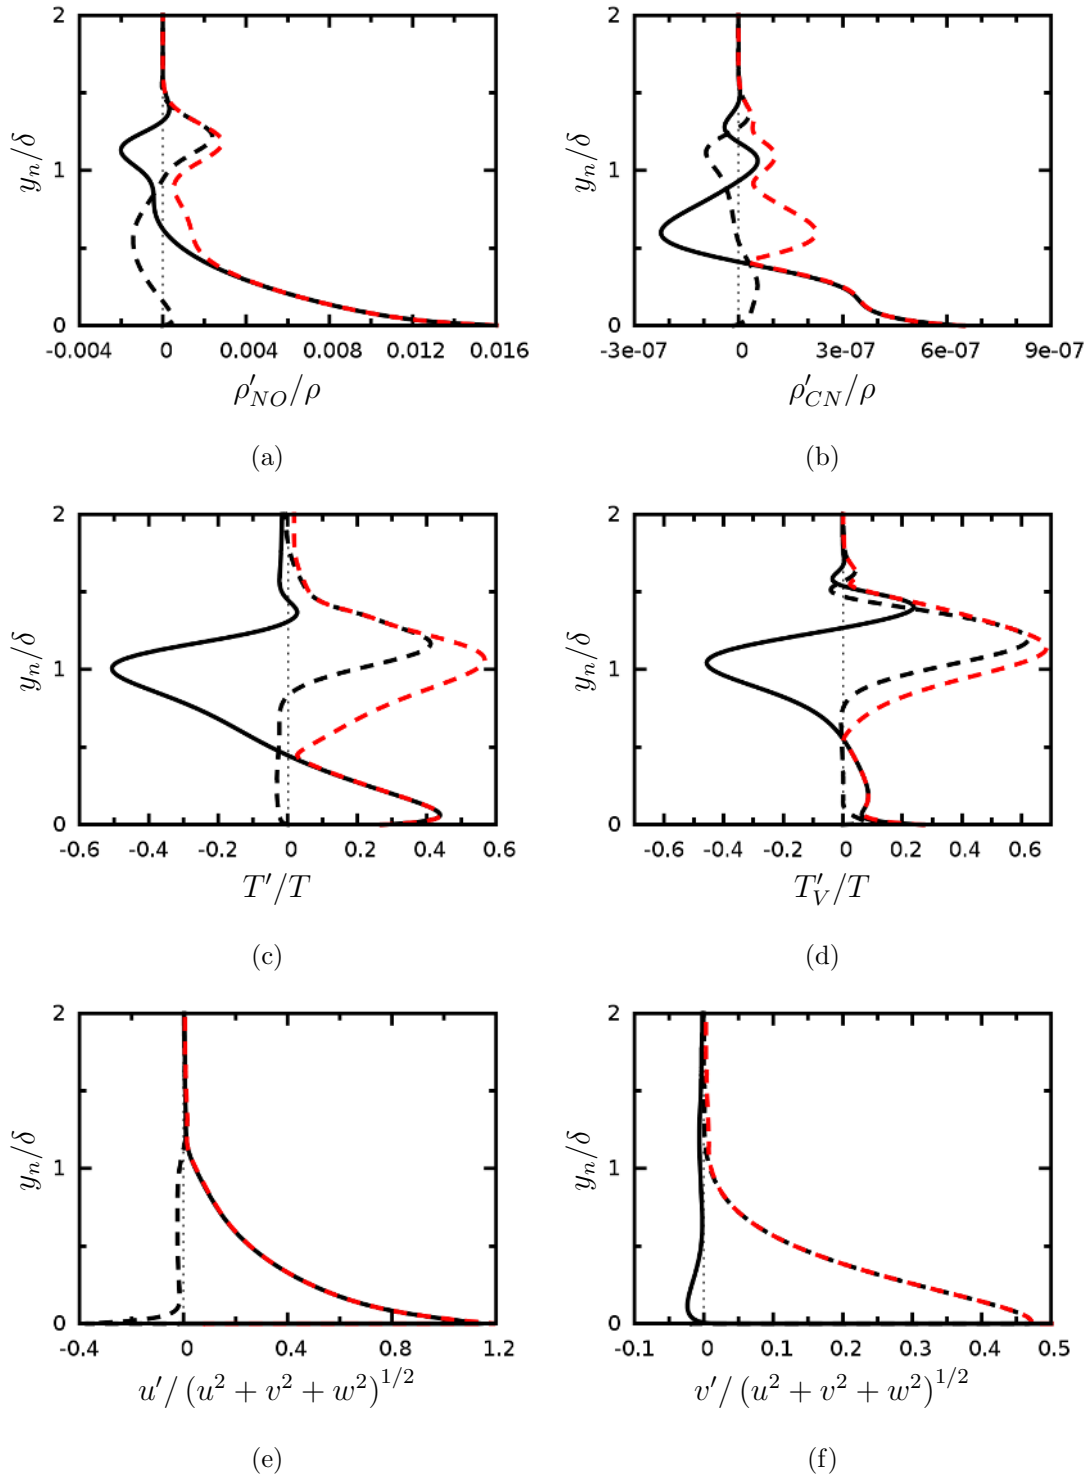 2
1
0
yₙ/δ
-0.004 0 0.004 0.008 0.012 0.016
ρ′_NO/ρ
(a)
2
1
0
yₙ/δ
-3e-07 0 3e-07 6e-07 9e-07
ρ′_CN/ρ
(b)
2
1
0
yₙ/δ
-0.6 -0.4 -0.2 0 0.2 0.4 0.6
T′/T
(c)
2
1
0
yₙ/δ
-0.6 -0.4 -0.2 0 0.2 0.4 0.6
T′_V/T
(d)
2
1
0
yₙ/δ
-0.4 0 0.4 0.8 1.2
u′/(u² + v² + w²)^1/2
(e)
2
1
0
yₙ/δ
-0.1 0 0.1 0.2 0.3 0.4 0.5
v′/(u² + v² + w²)^1/2
(f)